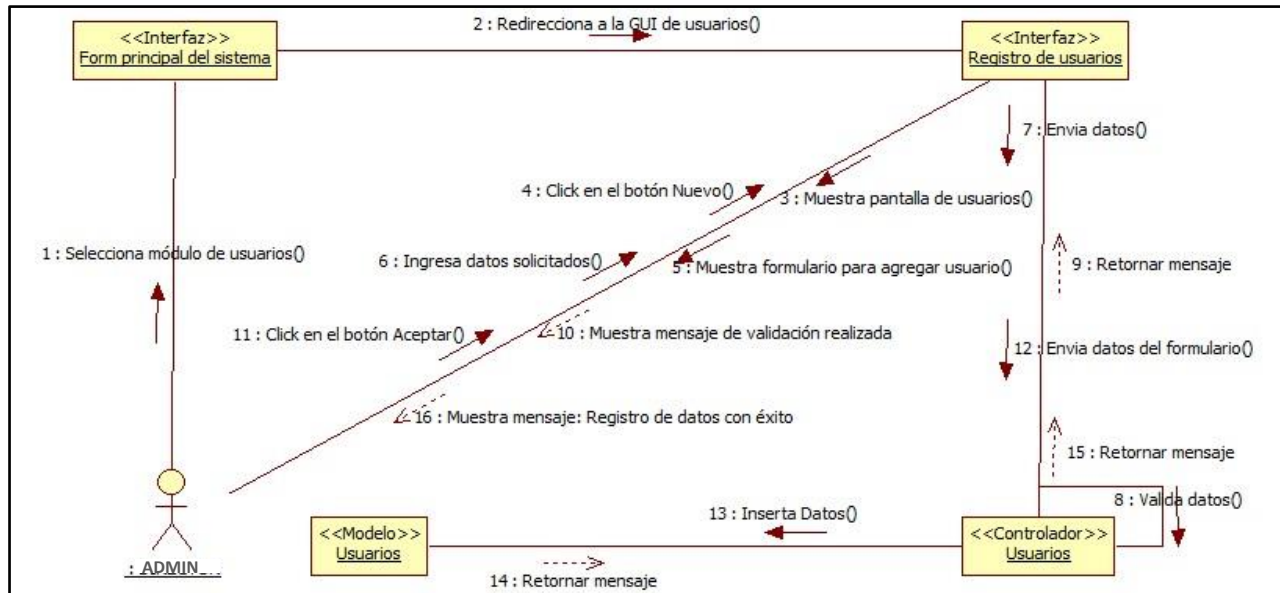 2 : Redirecciona a la GUI de usuarios()
<<Interfaz>>
Form principal del sistema
<<Interfaz>>
Registro de usuarios
7 : Envia datos()
4 : Click en el botón Nuevo()
3 : Muestra pantalla de usuarios()
1 : Selecciona módulo de usuarios()
6 : Ingresa datos solicitados()
5 : Muestra formulario para agregar usuario()
9 : Retornar mensaje
11 : Click en el botón Aceptar()
10 : Muestra mensaje de validación realizada
12 : Envia datos del formulario()
16 : Muestra mensaje: Registro de datos con éxito
15 : Retornar mensaje
8 : Valida datos()
13 : Inserta Datos()
<<Modelo>>
Usuarios
<<Controlador>>
Usuarios
: ADMIN
14 : Retornar mensaje